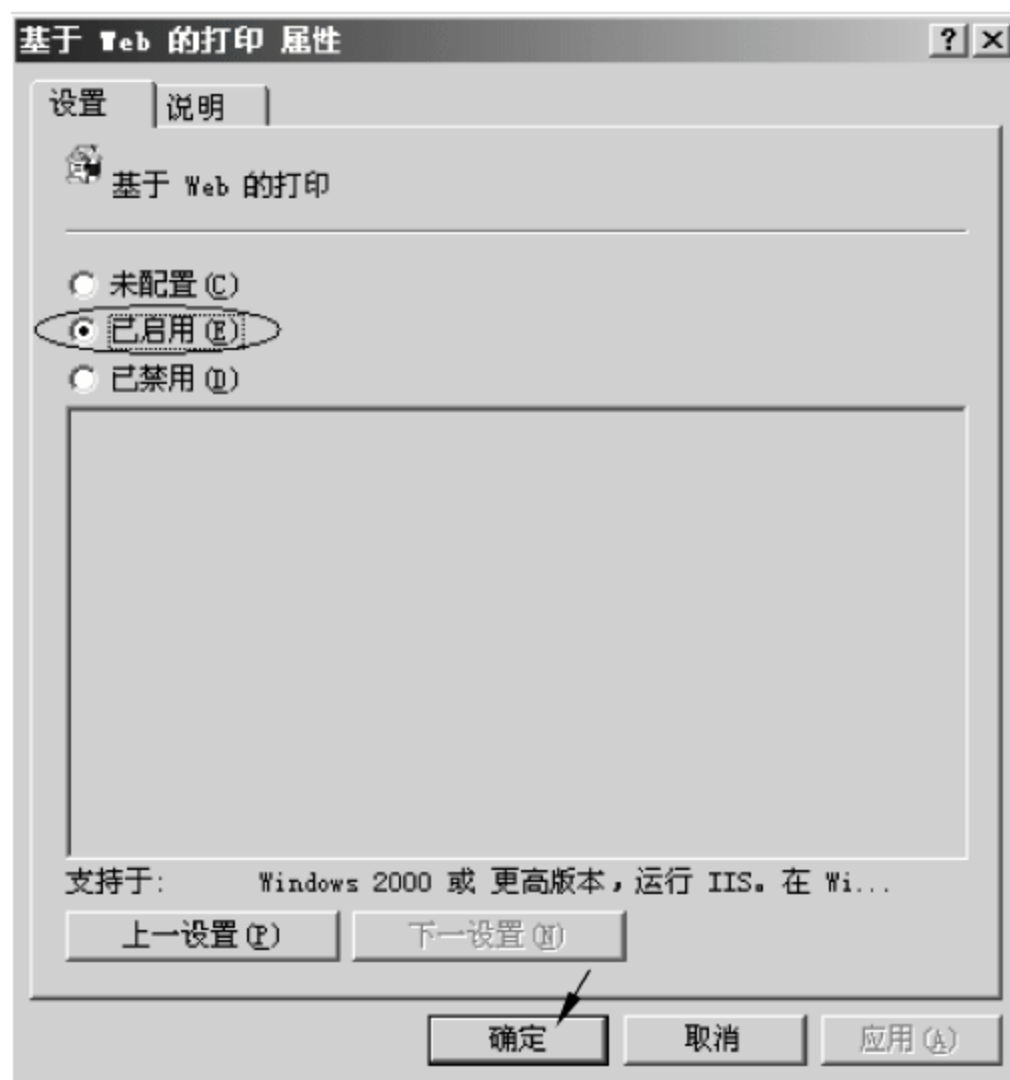 基于 Web 的打印 属性
设置 说明
基于 Web 的打印
未配置(C)
已启用(E)
已禁用(D)
支持于: Windows 2000 或 更高版本，运行 IIS。在 Wi...
上一设置(P) 下一设置(N)
确定 取消 应用(A)